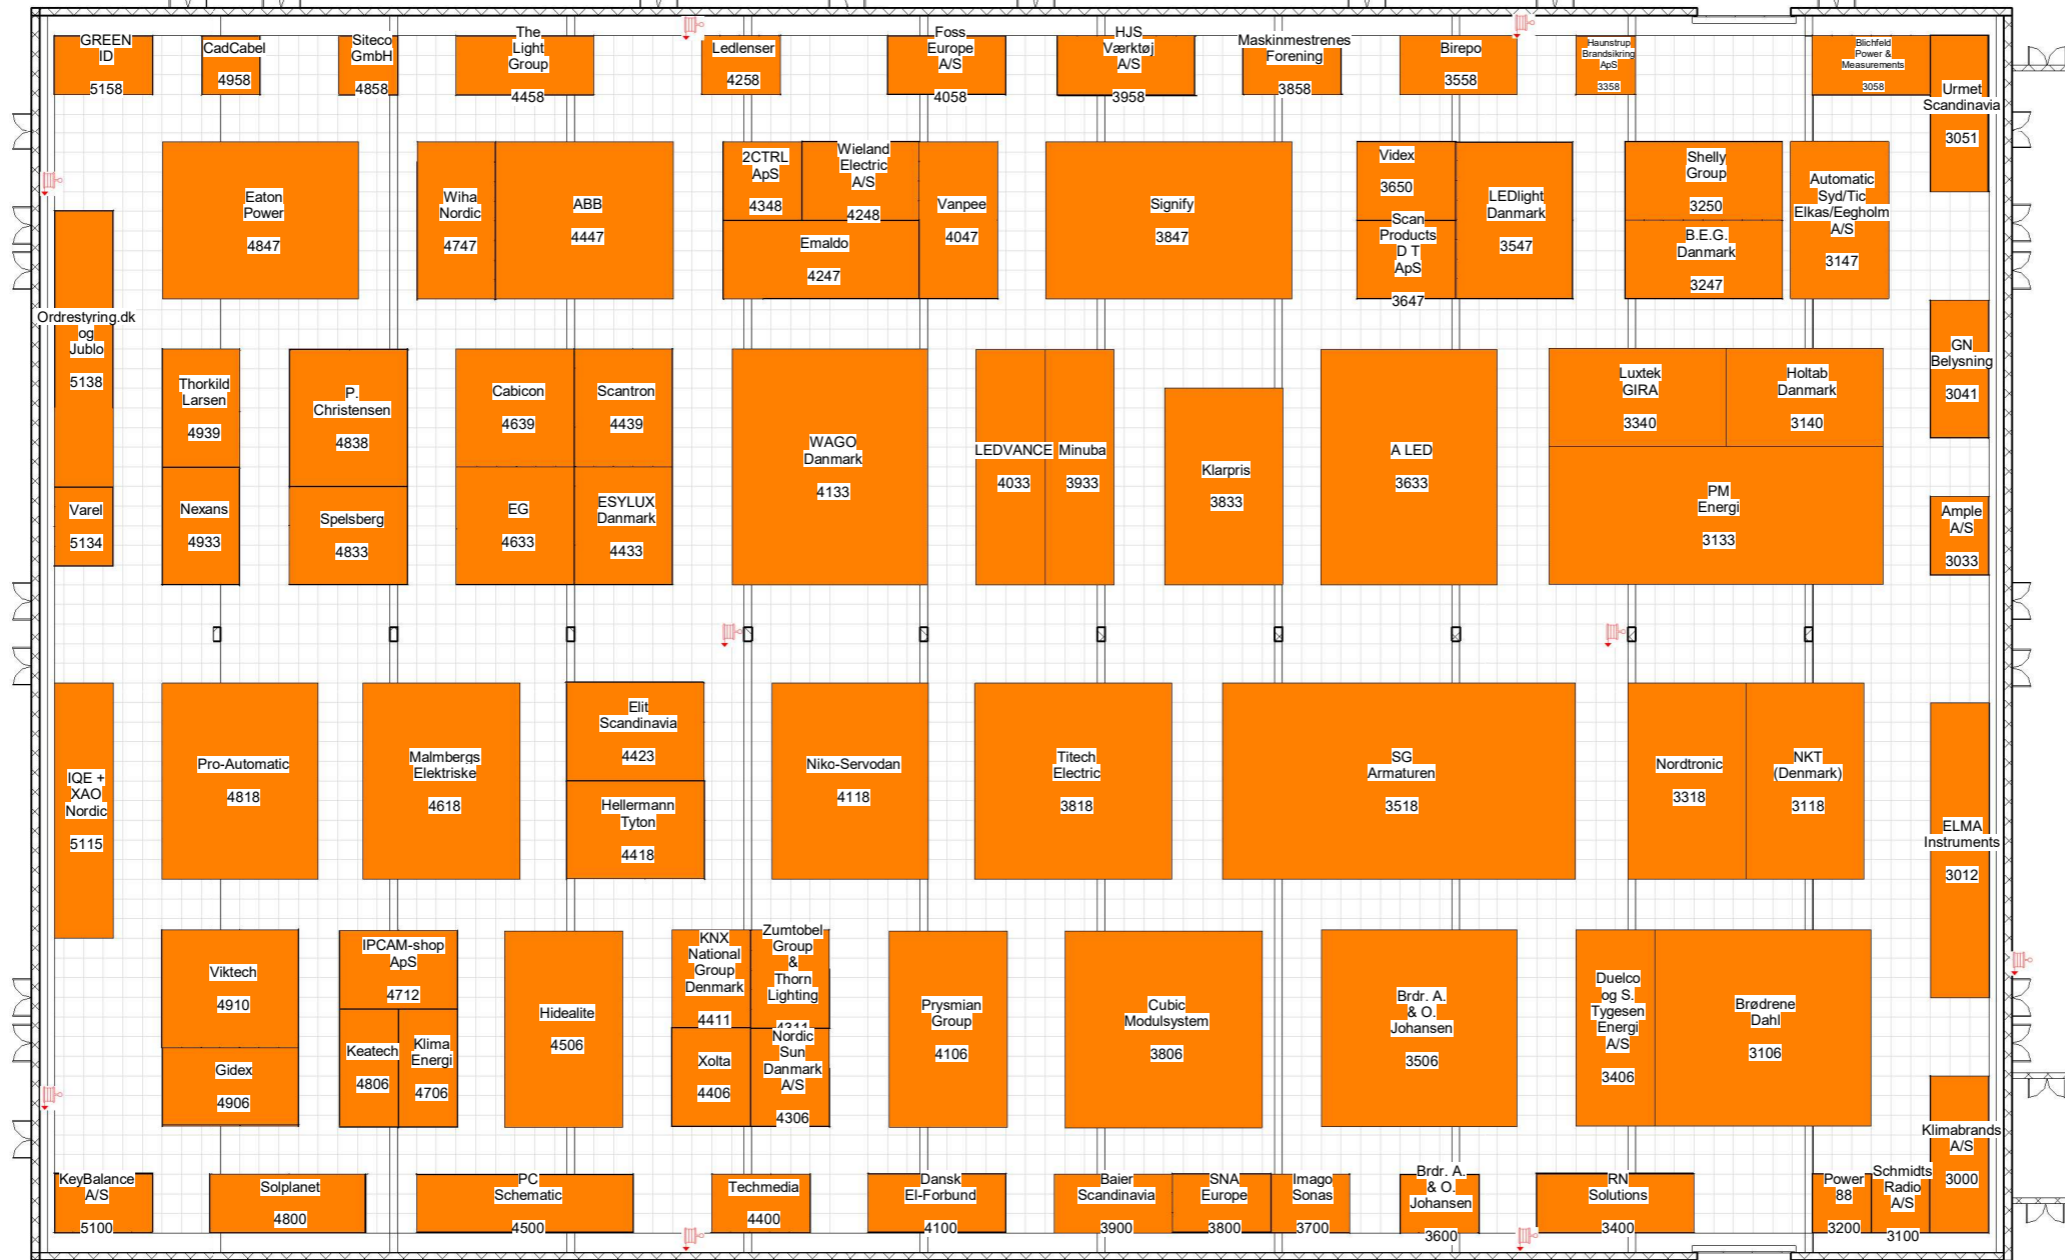 GREEN
ID
5158
CadCabel
4958
Siteco
GmbH
4858
The
Light
Group
4458
Ledlenser
4258
Foss
Europe
A/S
4058
HJS
Værktøj
A/S
3958
Maskinmestrenes
Forening
3858
Birepo
3558
Haunstrup
Brandsikring
ApS
3358
Blichfeld
Power &
Measurements
3058
Urmet
Scandinavia
3051
Eaton
Power
4847
Wiha
Nordic
4747
ABB
4447
2CTRL
ApS
4348
Wieland
Electric
A/S
4248
Emaldo
4247
Vanpee
4047
Signify
3847
Videx
3650
Scan
Products
D T
ApS
3647
LEDlight
Danmark
3547
Shelly
Group
3250
B.E.G.
Danmark
3247
Automatic
Syd/Tic
Elkas/Eegholm
A/S
3147
Ordrestyring.dk
og
Jublo
5138
Varel
5134
Thorkild
Larsen
4939
Nexans
4933
P.
Christensen
4838
Spelsberg
4833
Cabicon
4639
Scantron
4439
EG
4633
ESYLUX
Danmark
4433
WAGO
Danmark
4133
LEDVANCE
4033
Minuba
3933
Klarpris
3833
A LED
3633
Luxtek
GIRA
3340
Holtab
Danmark
3140
PM
Energi
3133
GN
Belysning
3041
Ample
A/S
3033
IQE +
XAO
Nordic
5115
Pro-Automatic
4818
Malmbergs
Elektriske
4618
Elit
Scandinavia
4423
Hellermann
Tyton
4418
Niko-Servodan
4118
Titech
Electric
3818
SG
Armaturen
3518
Nordtronic
3318
NKT
(Denmark)
3118
ELMA
Instruments
3012
Viktech
4910
Gidex
4906
IPCAM-shop
ApS
4712
Keatech
4806
Klima
Energi
4706
Hidealite
4506
KNX
National
Group
Denmark
4411
Zumtobel
Group
&
Thorn
Lighting
4311
Xolta
4406
Nordic
Sun
Danmark
A/S
4306
Prysmian
Group
4106
Cubic
Modulsystem
3806
Brdr. A.
& O.
Johansen
3506
Duelco
og S.
Tygesen
Energi
A/S
3406
Brødrene
Dahl
3106
Klimabrands
A/S
3000
KeyBalance
A/S
5100
Solplanet
4800
PC
Schematic
4500
Techmedia
4400
Dansk
El-Forbund
4100
Baier
Scandinavia
3900
SNA
Europe
3800
Imago
Sonas
3700
Brdr. A.
& O.
Johansen
3600
RN
Solutions
3400
Power
88
3200
Schmidts
Radio
A/S
3100